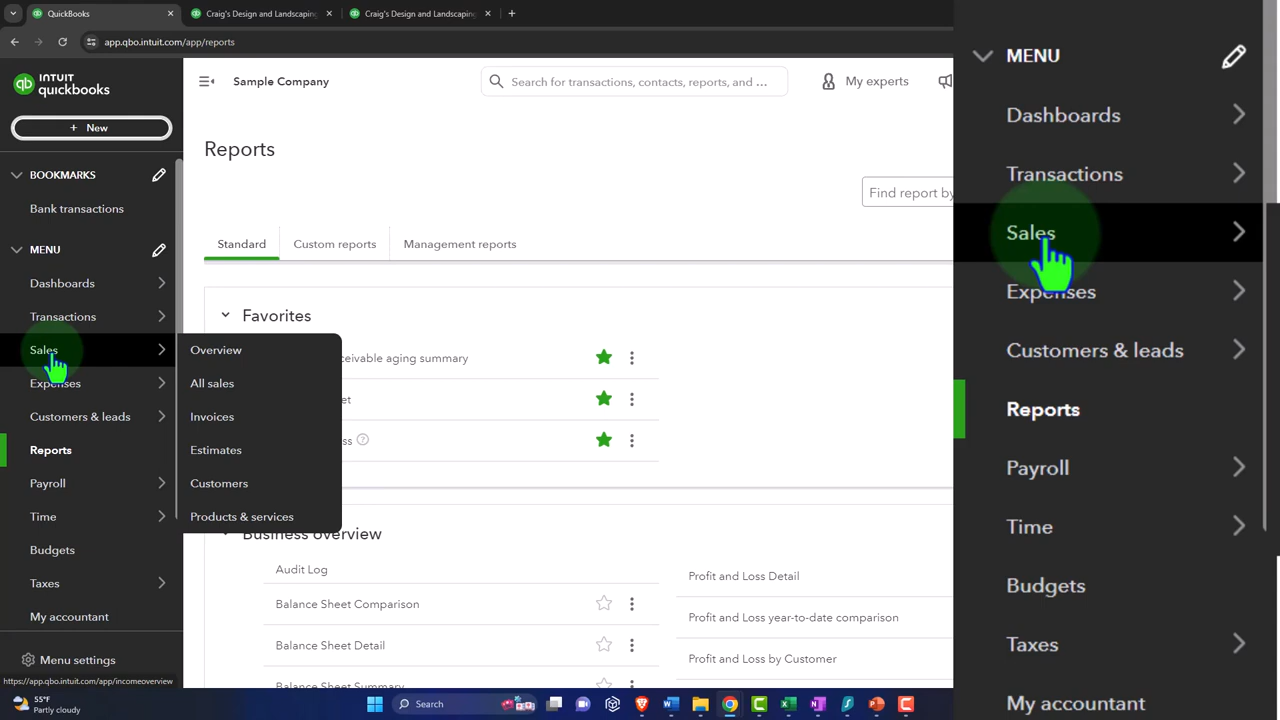 QuickBooks
Craig's Design and Landscaping
Craig's Design and Landscaping
app.qbo.intuit.com/app/reports
INTUIT
quickbooks
Sample Company
Search for transactions, contacts, reports, and ...
My experts
+ New
Reports
BOOKMARKS
Bank transactions
Find report by
MENU
Standard
Custom reports
Management reports
Dashboards
Transactions
Sales
Expenses
Customers & leads
Reports
Payroll
Time
Budgets
Taxes
My accountant
Menu settings
Overview
All sales
Invoices
Estimates
Customers
Products & services
Favorites
ceivable aging summary
et
ss
Business overview
Audit Log
Balance Sheet Comparison
Balance Sheet Detail
Balance Sheet Summary
Profit and Loss Detail
Profit and Loss year-to-date comparison
Profit and Loss by Customer
MENU
Dashboards
Transactions
Sales
Expenses
Customers & leads
Reports
Payroll
Time
Budgets
Taxes
My accountant
https://app.qbo.intuit.com/app/incomeoverview
55°F
Partly cloudy
Search